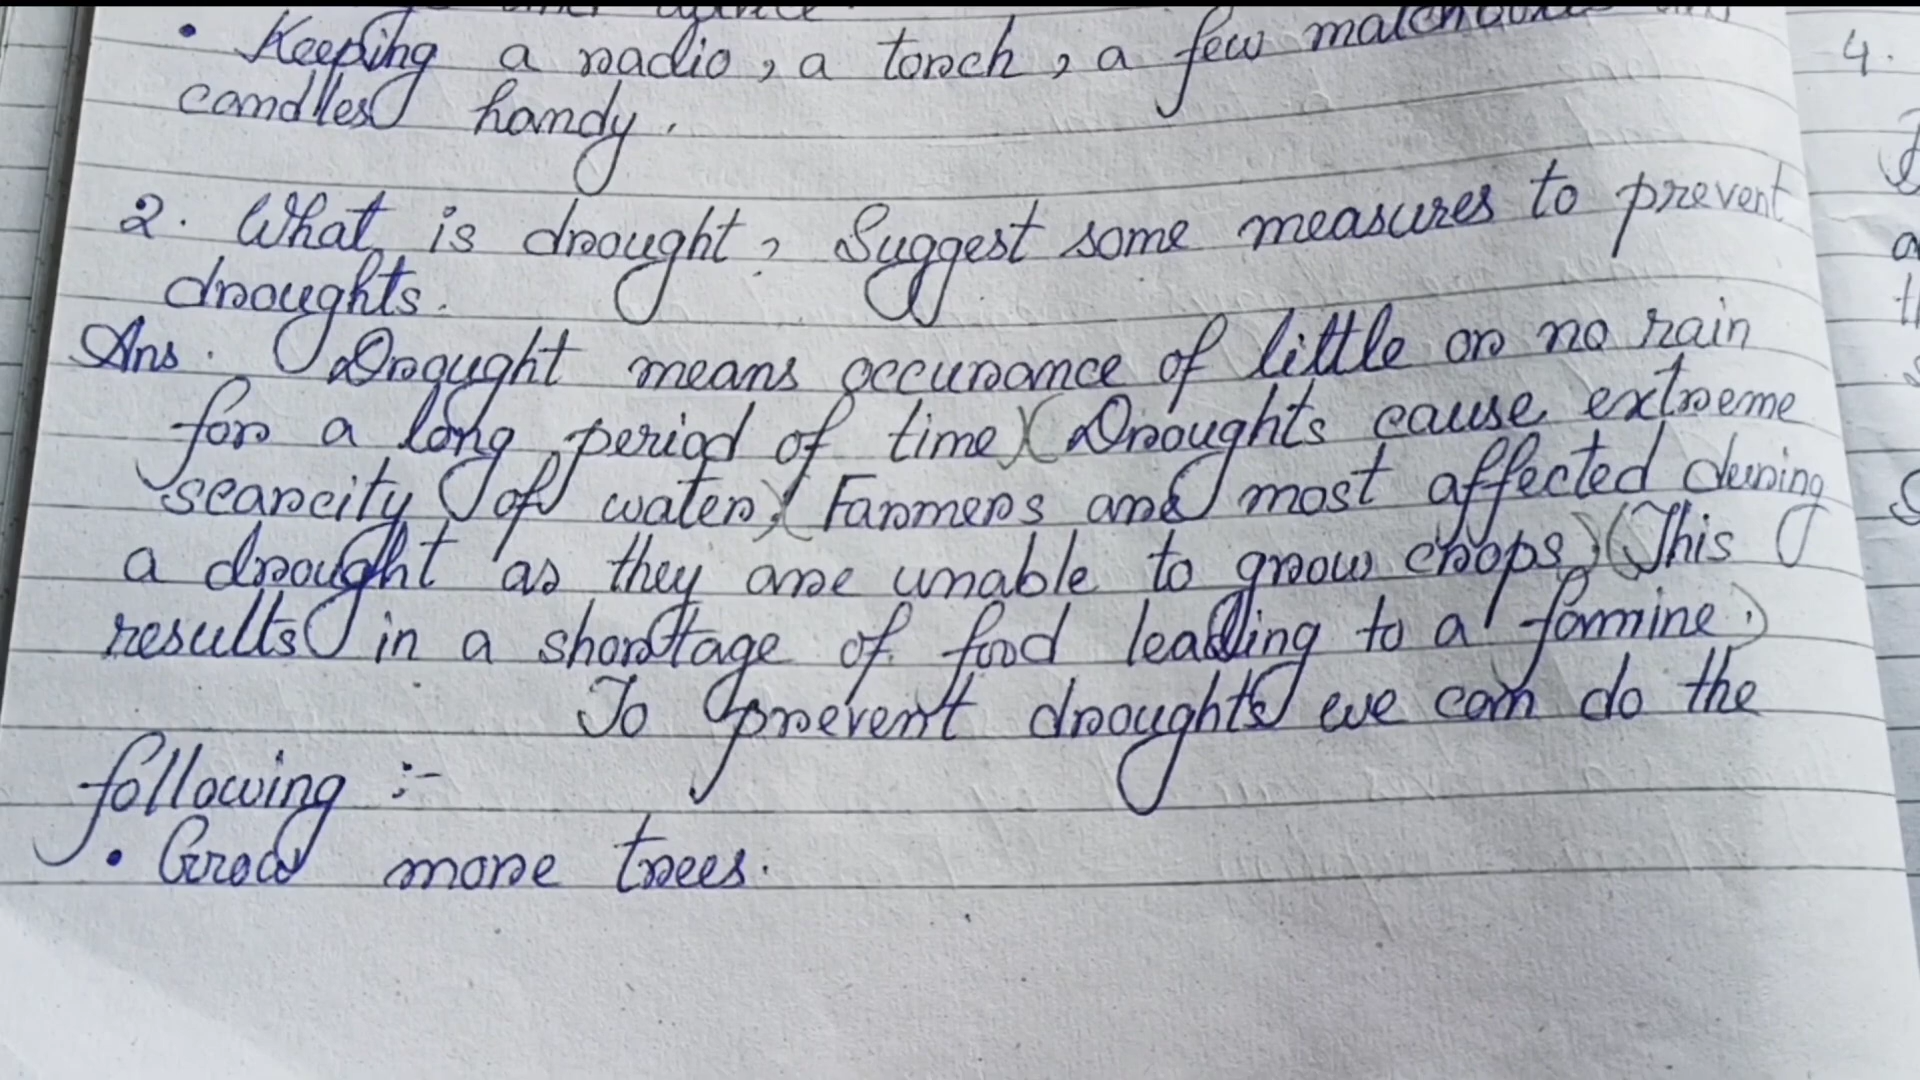 • Keeping a radio, a torch, a few matchboxes
candles handy.
2. What is drought? Suggest some measures to prevent
droughts.
Ans. Drought means occurance of little or no rain
for a long period of time)(Droughts cause extreme
scarcity of water.)(Farmers are most affected during
a drought as they are unable to grow crops.)(This
results in a shortage of food leading to a famine.)
To prevent droughts we can do the
following :-
• Grow more trees.
4.